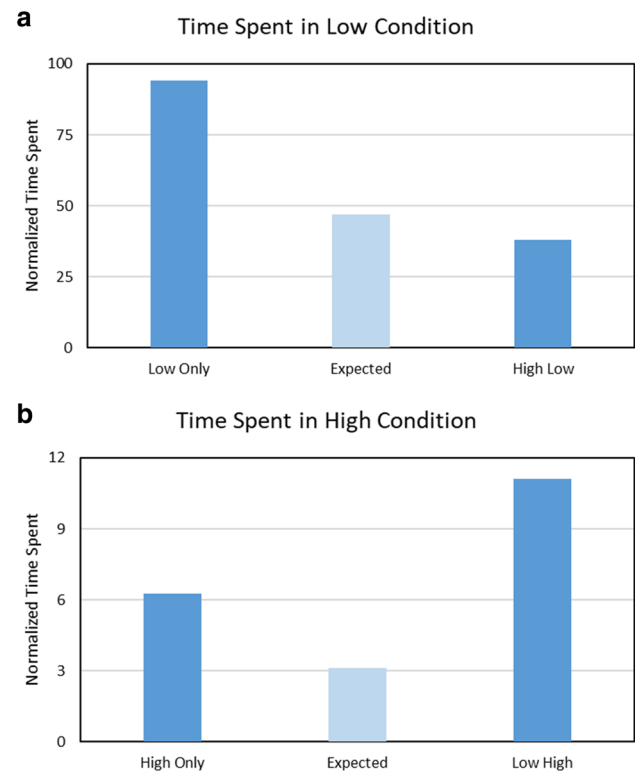 a
Time Spent in Low Condition
Normalized Time Spent
100
75
50
25
0
Low Only Expected High Low
b
Time Spent in High Condition
Normalized Time Spent
12
9
6
3
0
High Only Expected Low High